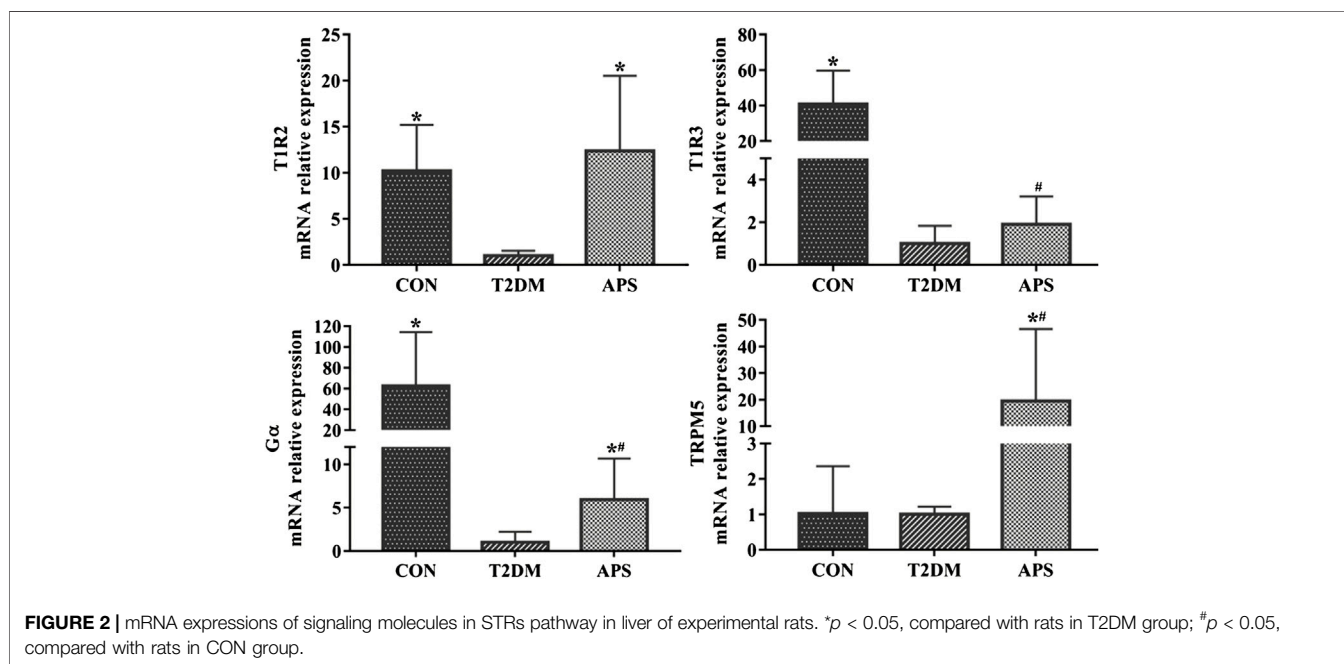 T1R2
mRNA relative expression
25
20
15
10
5
0
*
*
CON T2DM APS
T1R3
mRNA relative expression
80
60
40
20
6
4
2
0
*
#
CON T2DM APS
Gα
mRNA relative expression
120
100
80
60
40
20
10
5
0
*
*#
CON T2DM APS
TRPM5
mRNA relative expression
50
40
30
20
10
3
2
1
0
*#
CON T2DM APS
FIGURE 2 | mRNA expressions of signaling molecules in STRs pathway in liver of experimental rats. *p < 0.05, compared with rats in T2DM group; #p < 0.05,
compared with rats in CON group.